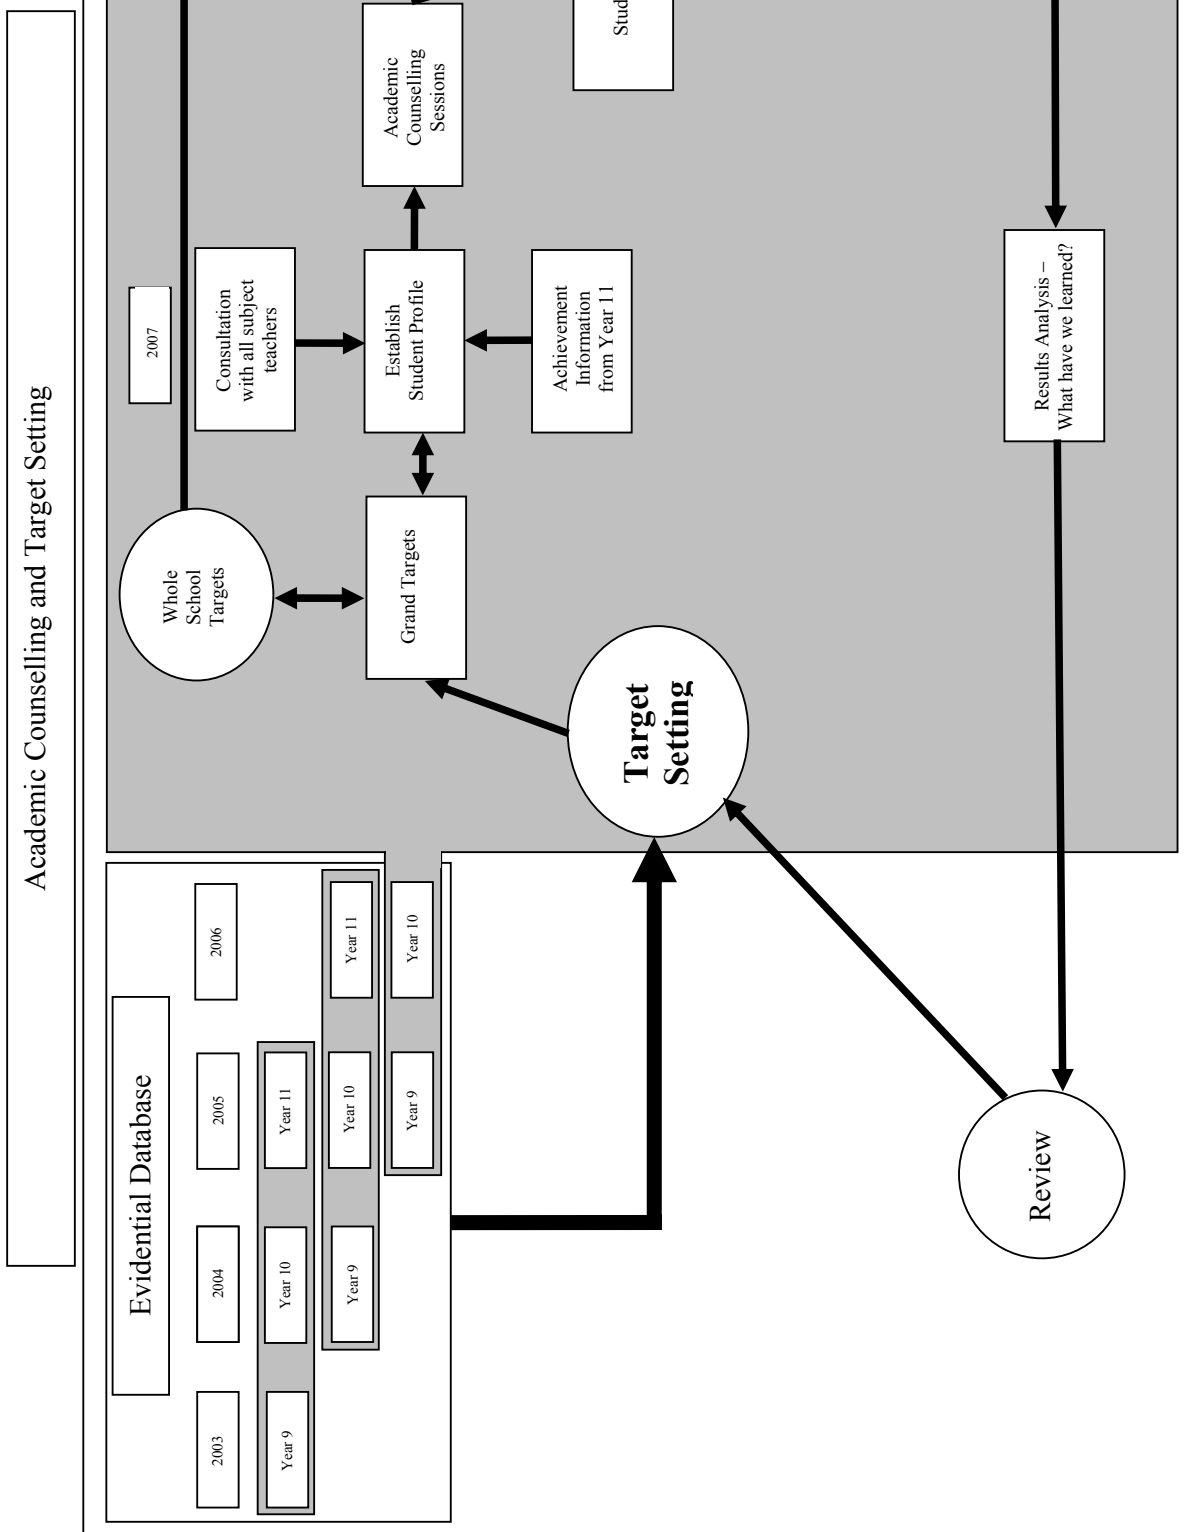 Academic Counselling and Target Setting
Evidential Database
2003
2004
2005
2006
Year 9
Year 10
Year 11
Year 9
Year 10
Year 11
Year 9
Year 10
2007
Whole
School
Targets
Consultation
with all subject
teachers
Grand Targets
Establish
Student Profile
Academic
Counselling
Sessions
Achievement
Information
from Year 11
Target
Setting
Review
Results Analysis –
What have we learned?